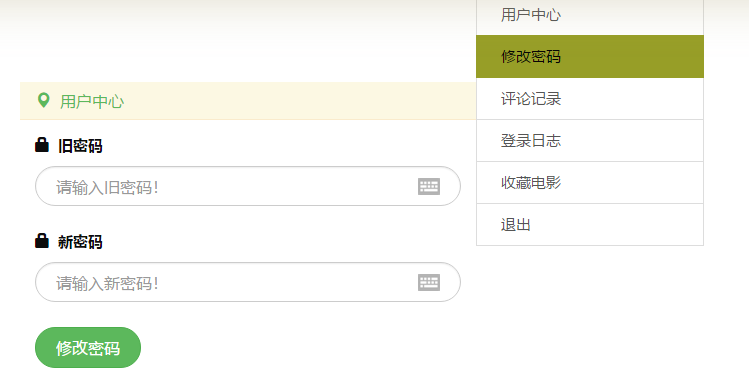 用户中心
修改密码
评论记录
登录日志
收藏电影
退出
用户中心
旧密码
请输入旧密码！
新密码
请输入新密码！
修改密码